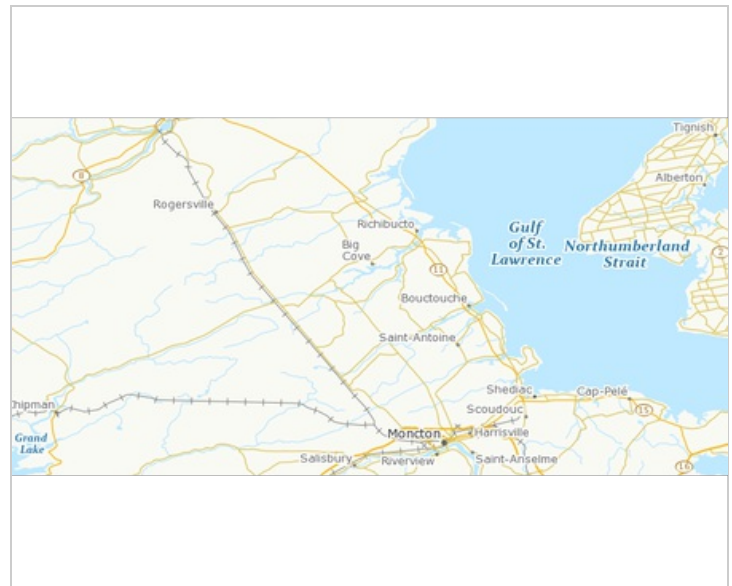 Tignish
8
Alberton
Rogersville
Richibucto
Gulf
of St.
Lawrence
Northumberland
Strait
Big
Cove
2
11
Bouctouche
Saint-Antoine
Shediac
Cap-Pelé
Chipman
Scoudouc
15
Grand
Lake
Moncton
Harrisville
Salisbury
Riverview
Saint-Anselme
16